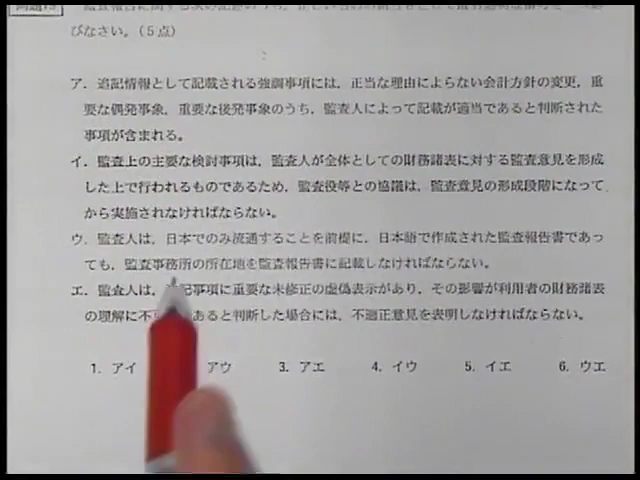 びなさい。(5点)
ア. 追記情報として記載される強調事項には、正当な理由によらない会計方針の変更、重
要な偶発事象、重要な後発事象のうち、監査人によって記載が適当であると判断された
事項が含まれる。
イ. 監査上の主要な検討事項は、監査人が全体としての財務諸表に対する監査意見を形成
した上で行われるものであるため、監査役等との協議は、監査意見の形成段階になって
から実施されなければならない。
ウ. 監査人は、日本でのみ流通することを前提に、日本語で作成された監査報告書であっ
ても、監査事務所の所在地を監査報告書に記載しなければならない。
エ. 監査人は、記事項に重要な未修正の虚偽表示があり、その影響が利用者の財務諸表
の理解に不 あると判断した場合には、不適正意見を表明しなければならない。
1. アイ アウ 3. アエ 4. イウ 5. イエ 6. ウエ